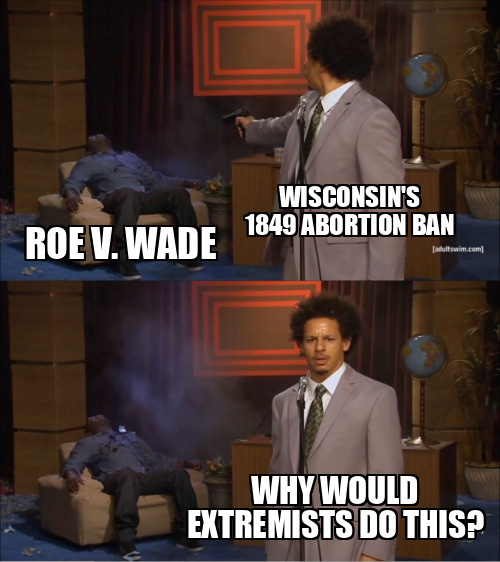 WISCONSIN'S
1849 ABORTION BAN
ROE V. WADE
[adultswim.com]
WHY WOULD
EXTREMISTS DO THIS?